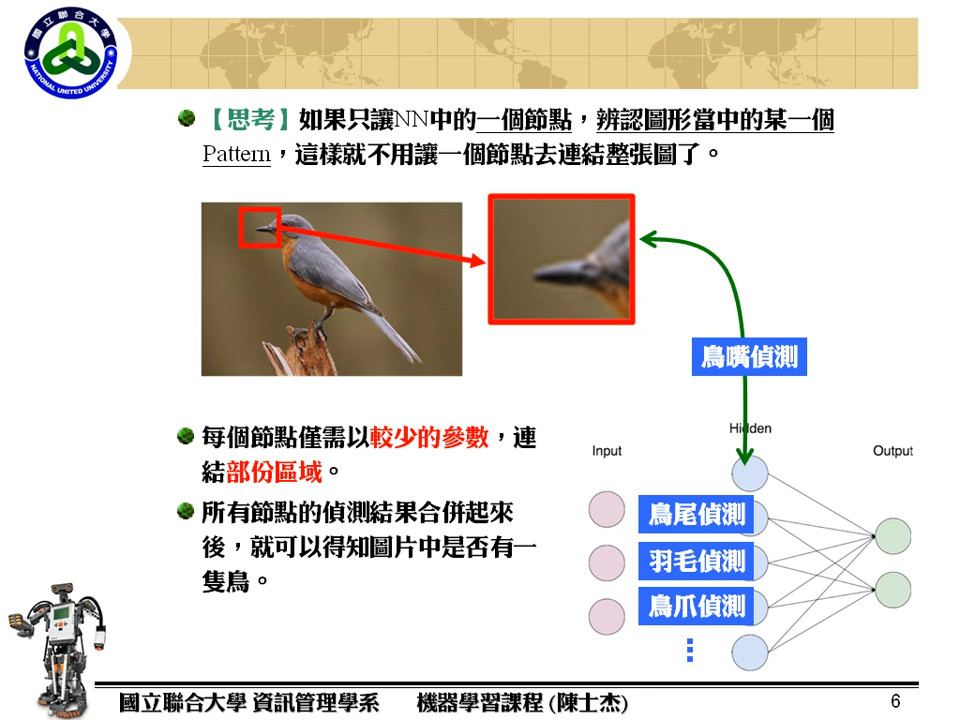 國立聯合大學
NATIONAL UNITED UNIVERSITY
【思考】如果只讓NN中的一個節點，辨認圖形當中的某一個
Pattern，這樣就不用讓一個節點去連結整張圖了。
鳥嘴偵測
每個節點僅需以較少的參數，連
結部份區域。
所有節點的偵測結果合併起來
後，就可以得知圖片中是否有一
隻鳥。
Hidden
Input
Output
鳥尾偵測
羽毛偵測
鳥爪偵測
國立聯合大學 資訊管理學系 機器學習課程 (陳士杰)
6